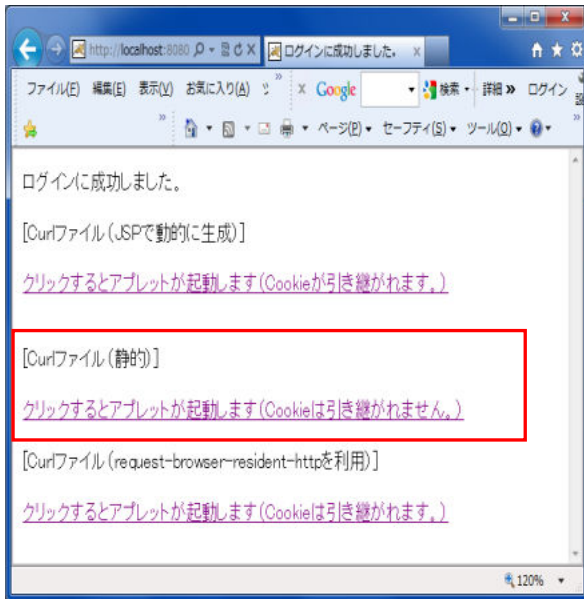 http://localhost:8080
ログインに成功しました。
ファイル(E) 編集(E) 表示(V) お気に入り(A) ツ » x Google 検索 詳細 » ログイン 設
» ページ(P) セーフティ(S) ツール(O) »
ログインに成功しました。
[Curlファイル(JSPで動的に生成)]
クリックするとアプレットが起動します(Cookieが引き継がれます。)
[Curlファイル(静的)]
クリックするとアプレットが起動します(Cookieは引き継がれません。)
[Curlファイル(request-browser-resident-httpを利用)]
クリックするとアプレットが起動します(Cookieは引き継がれます。)
120%